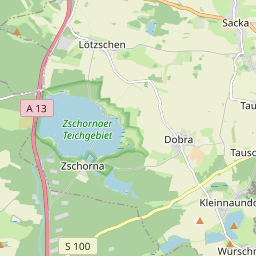 Sacka
Lötzschen
A 13
Tau
Zschornaer
Teichgebiet
Dobra
Tausc
Zschorna
Kleinnaundo
S 100
Würschn